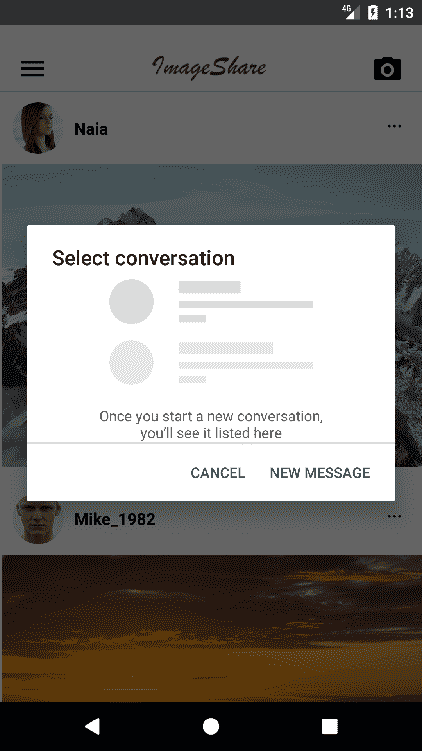 4G
1:13
ImageShare
Naia
Select conversation
Once you start a new conversation,
you'll see it listed here
CANCEL NEW MESSAGE
Mike_1982